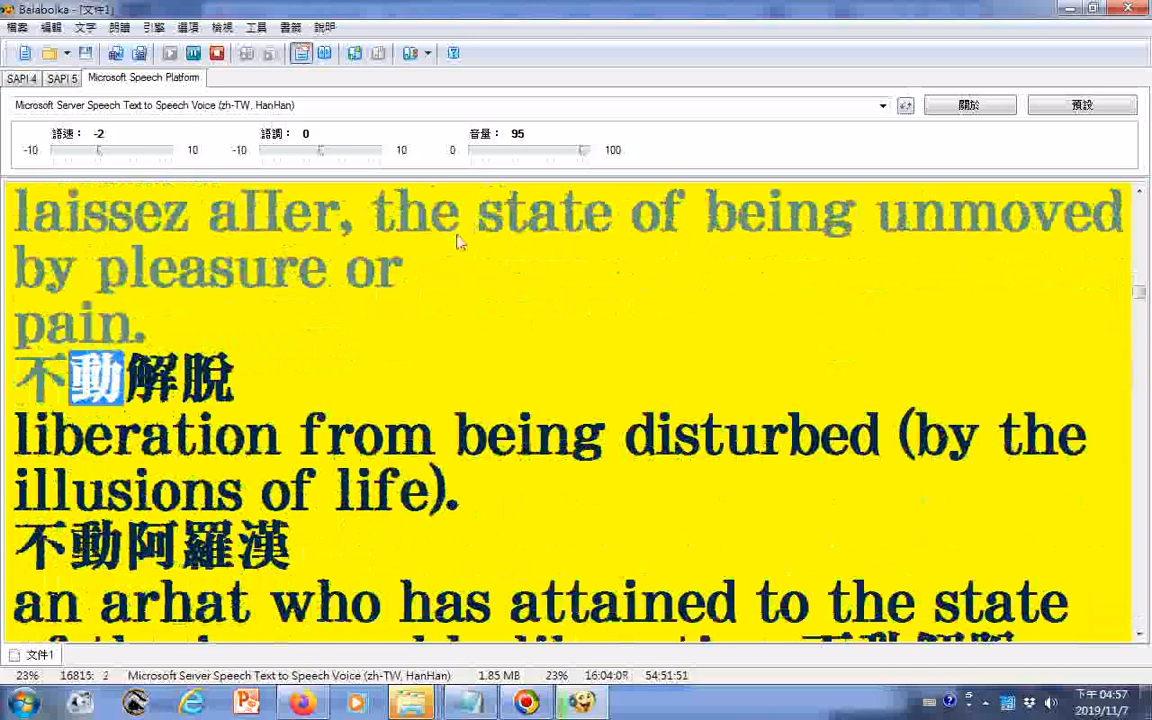 Balabolka - [文件1]
檔案 編輯 文字 朗讀 引擎 選項 檢視 工具 書籤 說明
SAPI 4 SAPI 5 Microsoft Speech Platform
Microsoft Server Speech Text to Speech Voice (zh-TW, HanHan) 關於 預設
語速： -2 語調： 0 音量： 95
-10 10 -10 10 0 100
laissez aller, the state of being unmoved
by pleasure or
pain.
不動解脫
liberation from being disturbed (by the
illusions of life).
不動阿羅漢
an arhat who has attained to the state
文件1
23% 16815: 2 Microsoft Server Speech Text to Speech Voice (zh-TW, HanHan) 1.85 MB 23% 16:04:08 54:51:51
下午 04:57
2019/11/7